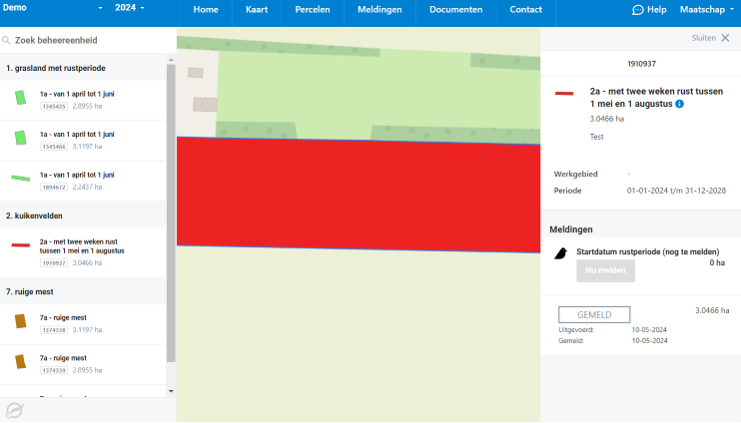 Demo
2024
Home
Kaart
Percelen
Meldingen
Documenten
Contact
Help
Maatschap
Zoek beheereenheid
1. grasland met rustperiode
1a - van 1 april tot 1 juni
1345435 2.8955 ha
1a - van 1 april tot 1 juni
1345466 3.1197 ha
1a - van 1 april tot 1 juni
1894672 2.2437 ha
2. kuikenvelden
2a - met twee weken rust
tussen 1 mei en 1 augustus
1910937 3.0466 ha
7. ruige mest
7a - ruige mest
1374338 3.1197 ha
7a - ruige mest
1374339 2.8955 ha
Sluiten
1910937
2a - met twee weken rust tussen
1 mei en 1 augustus
3.0466 ha
Test
Werkgebied -
Periode 01-01-2024 t/m 31-12-2028
Meldingen
Startdatum rustperiode (nog te melden)
0 ha
Nu melden
GEMELD 3.0466 ha
Uitgevoerd: 10-05-2024
Gemeld: 10-05-2024